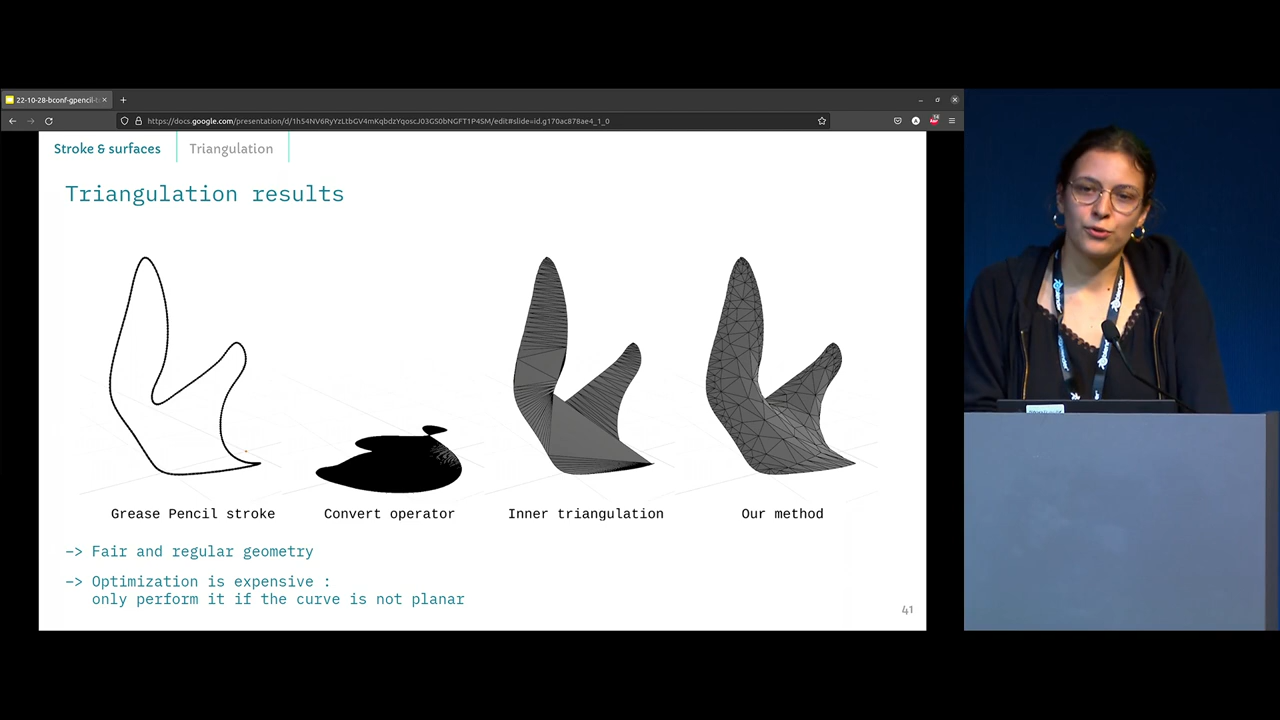 22-10-28-bconf-gpencil-t
https://docs.google.com/presentation/d/1h54NV6RyYzLtbGV4mKqbdzYqoscJ03GS0bNGFT1P4SM/edit#slide=id.g170ac878ae4_1_0
Stroke & surfaces
Triangulation
Triangulation results
Grease Pencil stroke
Convert operator
Inner triangulation
Our method
—> Fair and regular geometry
—> Optimization is expensive :
only perform it if the curve is not planar
41